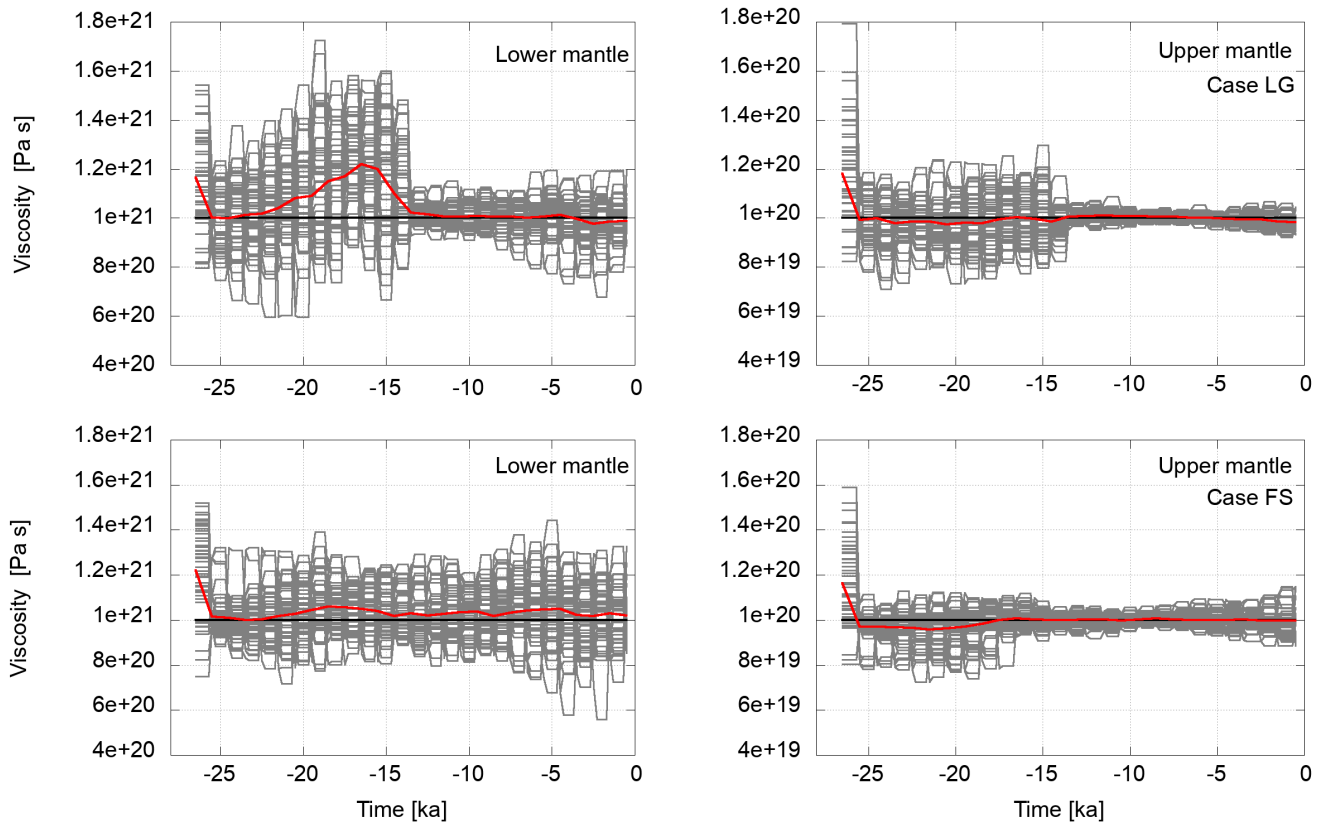 1.8e+21
1.6e+21
1.4e+21
1.2e+21
1e+21
8e+20
6e+20
4e+20
Viscosity [Pa s]
Lower mantle
-25 -20 -15 -10 -5 0
1.8e+20
1.6e+20
1.4e+20
1.2e+20
1e+20
8e+19
6e+19
4e+19
Upper mantle
Case LG
-25 -20 -15 -10 -5 0
1.8e+21
1.6e+21
1.4e+21
1.2e+21
1e+21
8e+20
6e+20
4e+20
Viscosity [Pa s]
Lower mantle
-25 -20 -15 -10 -5 0
Time [ka]
1.8e+20
1.6e+20
1.4e+20
1.2e+20
1e+20
8e+19
6e+19
4e+19
Upper mantle
Case FS
-25 -20 -15 -10 -5 0
Time [ka]